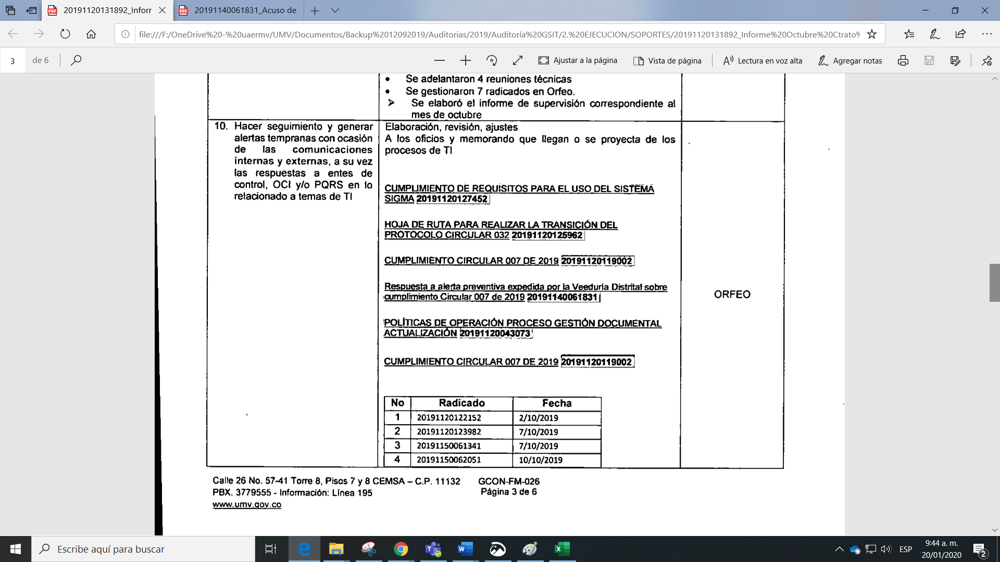 20191120131892_Inforr
20191140061831_Acuso de
file:///F:/OneDrive%20-%20uaermv/UMV/Documentos/Backup%2012092019/Auditorias/2019/Auditoría%20GSIT/2.%20EJECUCION/SOPORTES/20191120131892_Informe%20Octubre%20Ctrato%
3 de 6
Ajustar a la página
Vista de página
Lectura en voz alta
Agregar notas
• Se adelantaron 4 reuniones técnicas
• Se gestionaron 7 radicados en Orfeo.
➢ Se elaboró el informe de supervisión correspondiente al
mes de octubre
10. Hacer seguimiento y generar
alertas tempranas con ocasión
de las comunicaciones
internas y externas, a su vez
las respuestas a entes de
control, OCI y/o PQRS en lo
relacionado a temas de TI
Elaboración, revisión, ajustes
A los oficios y memorando que llegan o se proyecta de los
procesos de TI
CUMPLIMIENTO DE REQUISITOS PARA EL USO DEL SISTEMA
SIGMA 20191120127452
HOJA DE RUTA PARA REALIZAR LA TRANSICIÓN DEL
PROTOCOLO CIRCULAR 032 20191120125962
CUMPLIMIENTO CIRCULAR 007 DE 2019 20191120119002
Respuesta a alerta preventiva expedida por la Veeduría Distrital sobre
cumplimiento Circular 007 de 2019 20191140061831
POLÍTICAS DE OPERACIÓN PROCESO GESTIÓN DOCUMENTAL
ACTUALIZACIÓN 20191120043073
CUMPLIMIENTO CIRCULAR 007 DE 2019 20191120119002
No Radicado Fecha
1 20191120122152 2/10/2019
2 20191120123982 7/10/2019
3 20191150061341 7/10/2019
4 20191150062051 10/10/2019
ORFEO
Calle 26 No. 57-41 Torre 8, Pisos 7 y 8 CEMSA – C.P. 11132
PBX. 3779555 - Información: Línea 195
www.umv.gov.co
GCON-FM-026
Página 3 de 6
Escribe aquí para buscar
ESP
9:44 a. m.
20/01/2020
2